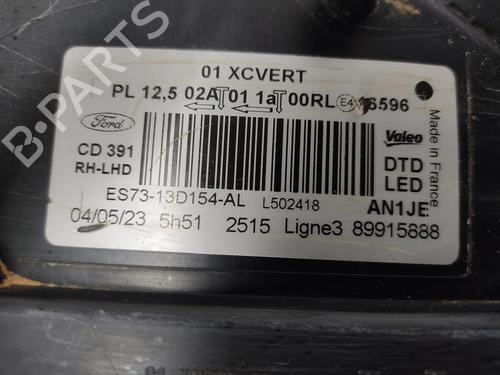 01 XCVERT
PL 12,5 02A 01 1a 00RL E4 6596
Ford
CD 391
RH-LHD
Valeo
DTD
LED
Made in France
ES73-13D154-AL L502418
AN1JE
04/05/23 5h51 2515 Ligne3 89915888
B-PARTS